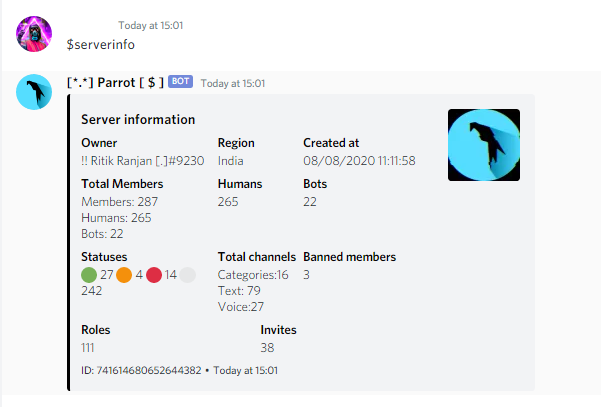 Today at 15:01
$serverinfo
[*.*] Parrot [ $ ] BOT Today at 15:01
Server information
Owner Region Created at
!! Ritik Ranjan [.]#9230 India 08/08/2020 11:11:58
Total Members Humans Bots
Members: 287 265 22
Humans: 265
Bots: 22
Statuses Total channels Banned members
27 4 14 Categories:16 3
242 Text: 79
Voice:27
Roles Invites
111 38
ID: 741614680652644382 • Today at 15:01